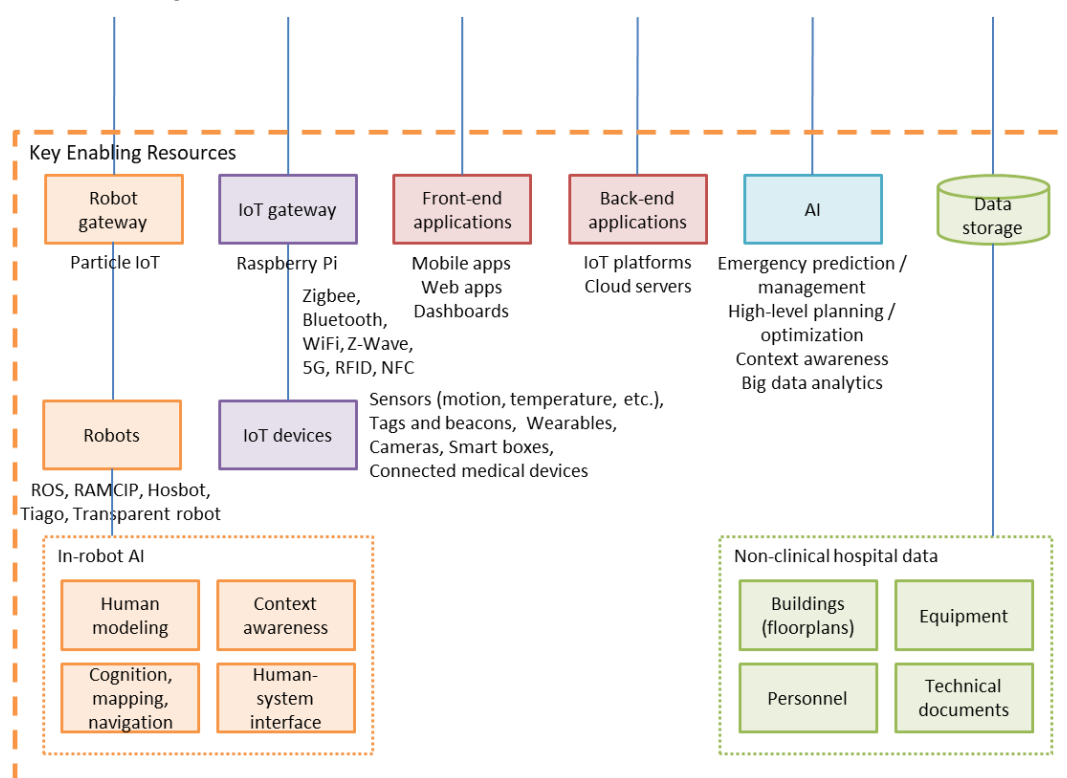 Key Enabling Resources
Robot
gateway
IoT gateway
Front-end
applications
Back-end
applications
AI
Data
storage
Particle IoT
Raspberry Pi
Mobile apps
Web apps
Dashboards
IoT platforms
Cloud servers
Emergency prediction /
management
High-level planning /
optimization
Context awareness
Big data analytics
Zigbee,
Bluetooth,
WiFi, Z-Wave,
5G, RFID, NFC
Robots
IoT devices
Sensors (motion, temperature, etc.),
Tags and beacons, Wearables,
Cameras, Smart boxes,
Connected medical devices
ROS, RAMCIP, Hosbot,
Tiago, Transparent robot
In-robot AI
Human
modeling
Context
awareness
Cognition,
mapping,
navigation
Human-
system
interface
Non-clinical hospital data
Buildings
(floorplans)
Equipment
Personnel
Technical
documents